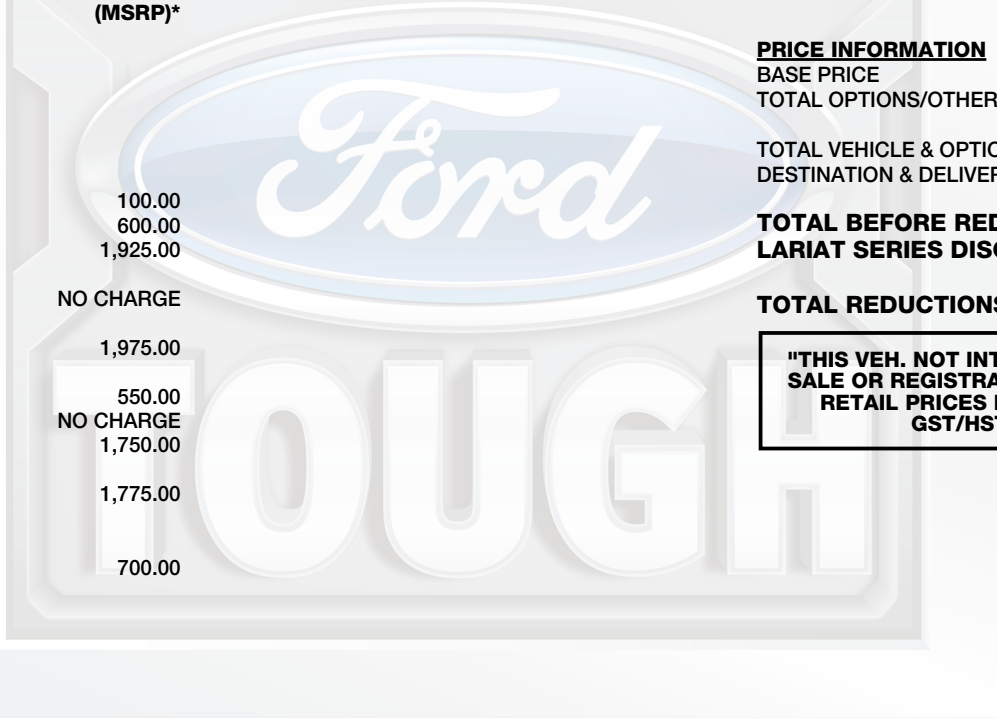 (MSRP)*
100.00
600.00
1,925.00
NO CHARGE
1,975.00
550.00
NO CHARGE
1,750.00
1,775.00
700.00
Ford
TOUGH
PRICE INFORMATION
BASE PRICE
TOTAL OPTIONS/OTHER
TOTAL VEHICLE & OPTIO
DESTINATION & DELIVER
TOTAL BEFORE RED
LARIAT SERIES DISC
TOTAL REDUCTIONS
"THIS VEH. NOT INT
SALE OR REGISTRA
RETAIL PRICES
GST/HST